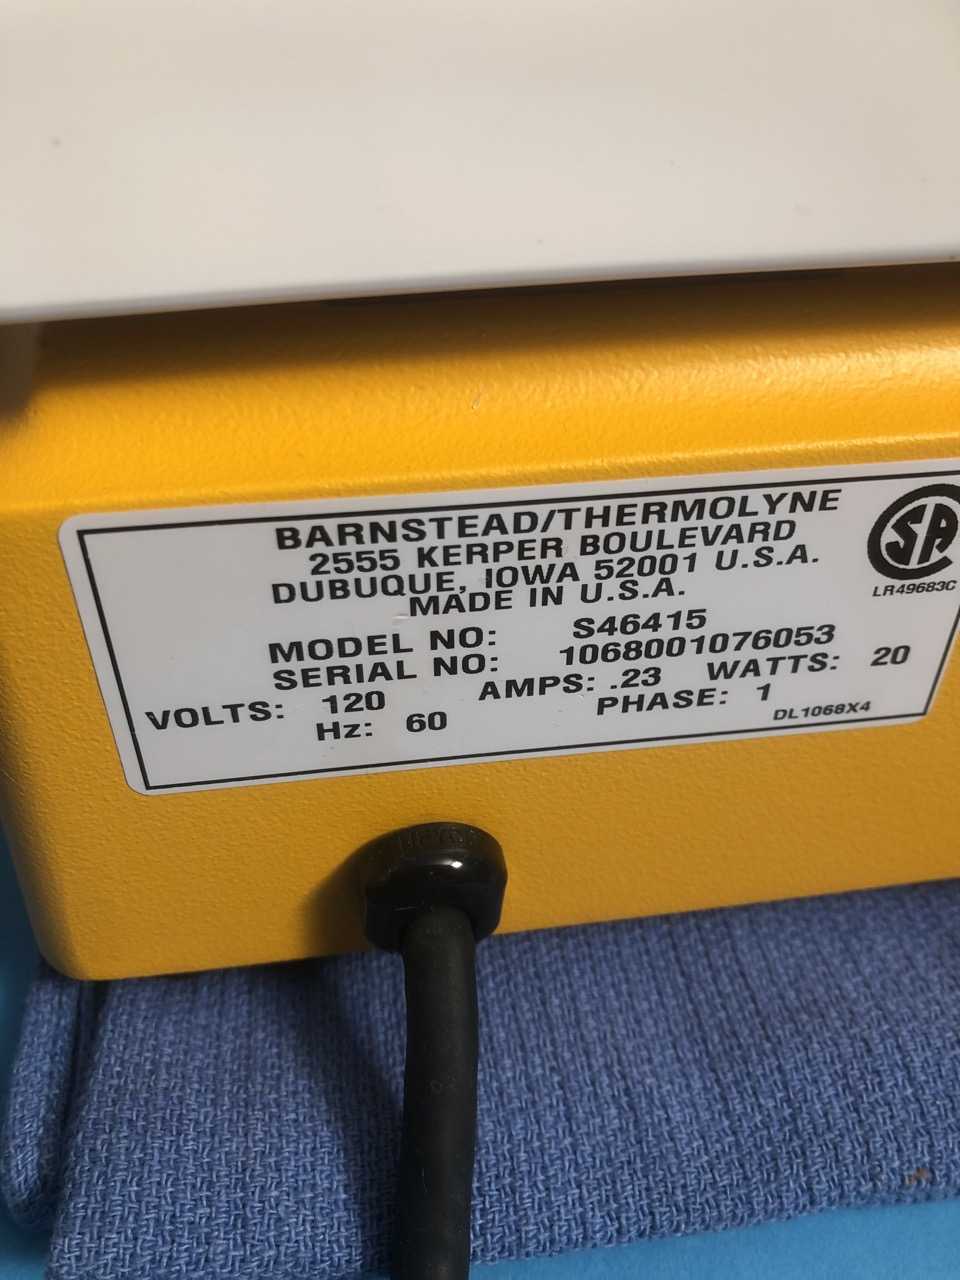 BARNSTEAD/THERMOLYNE
2555 KERPER BOULEVARD
DUBUQUE, IOWA 52001 U.S.A.
MADE IN U.S.A.
MODEL NO: S46415
SERIAL NO: 1068001076053
VOLTS: 120 AMPS: .23 WATTS: 20
Hz: 60 PHASE: 1
DL1068X4
SA
LR49683C